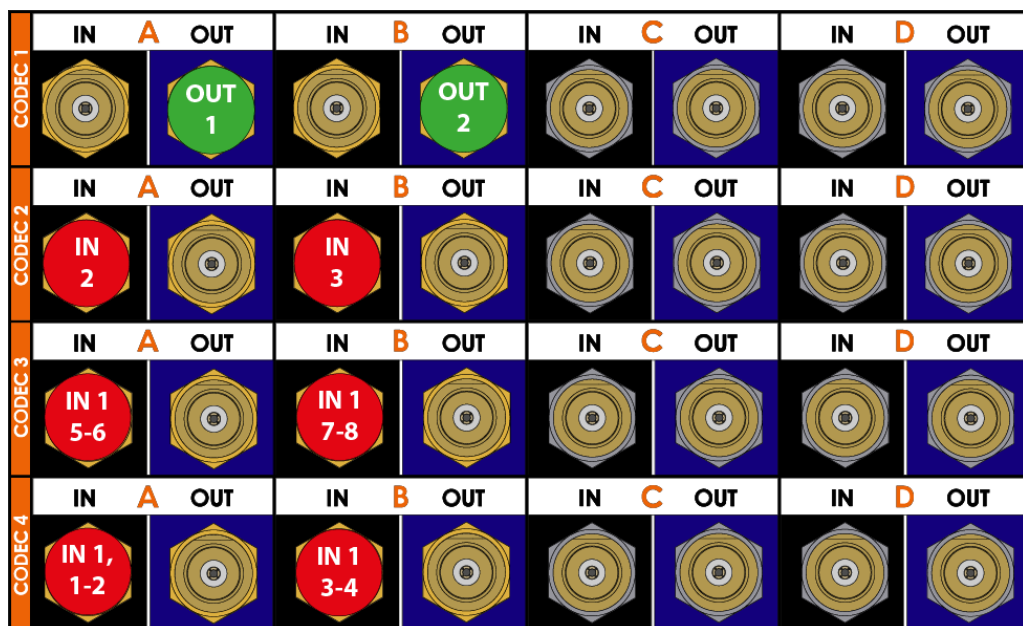 CODEC 1
IN A OUT IN B OUT IN C OUT IN D OUT
OUT
1
OUT
2
CODEC 2
IN A OUT IN B OUT IN C OUT IN D OUT
IN
2
IN
3
CODEC 3
IN A OUT IN B OUT IN C OUT IN D OUT
IN 1
5-6
IN 1
7-8
CODEC 4
IN A OUT IN B OUT IN C OUT IN D OUT
IN 1,
1-2
IN 1
3-4